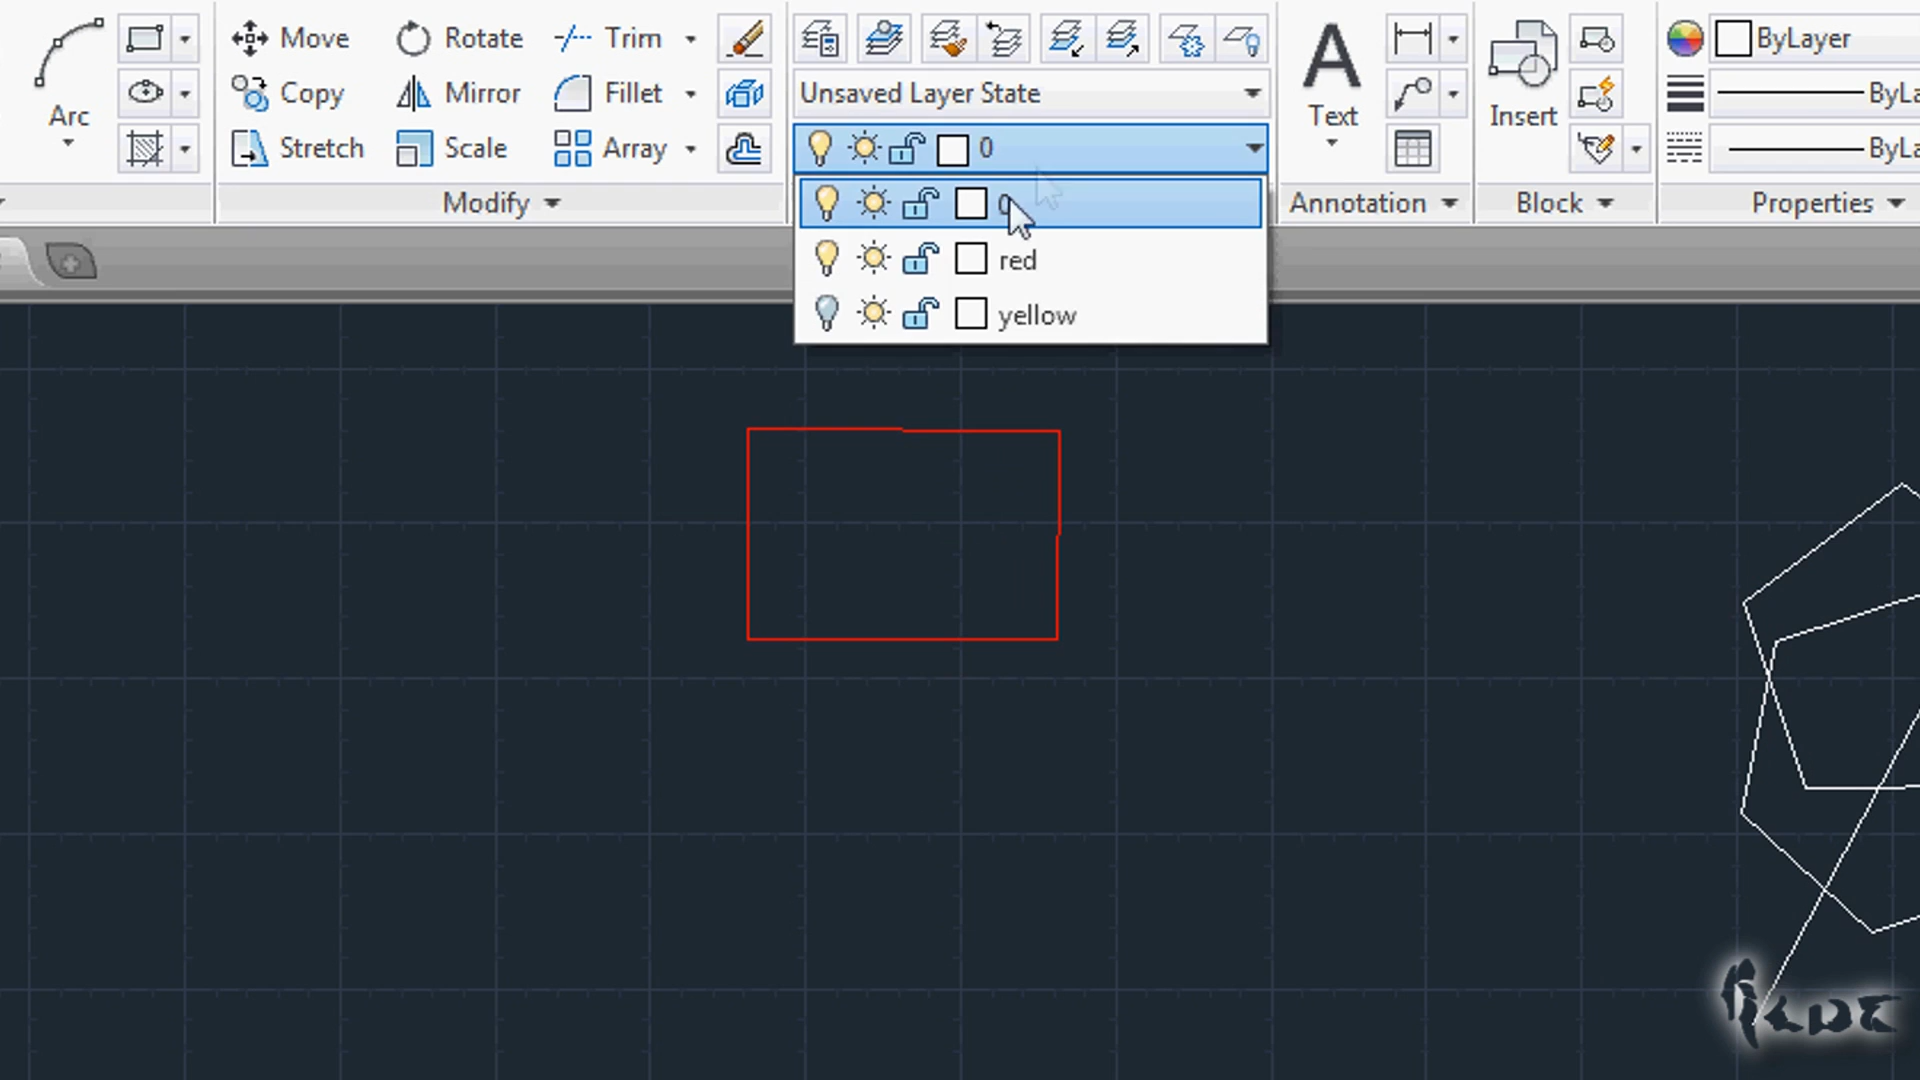 Arc
Move
Rotate
Trim
Copy
Mirror
Fillet
Stretch
Scale
Array
Modify
Unsaved Layer State
0
0
red
yellow
Text
Annotation
Insert
Block
ByLayer
Properties